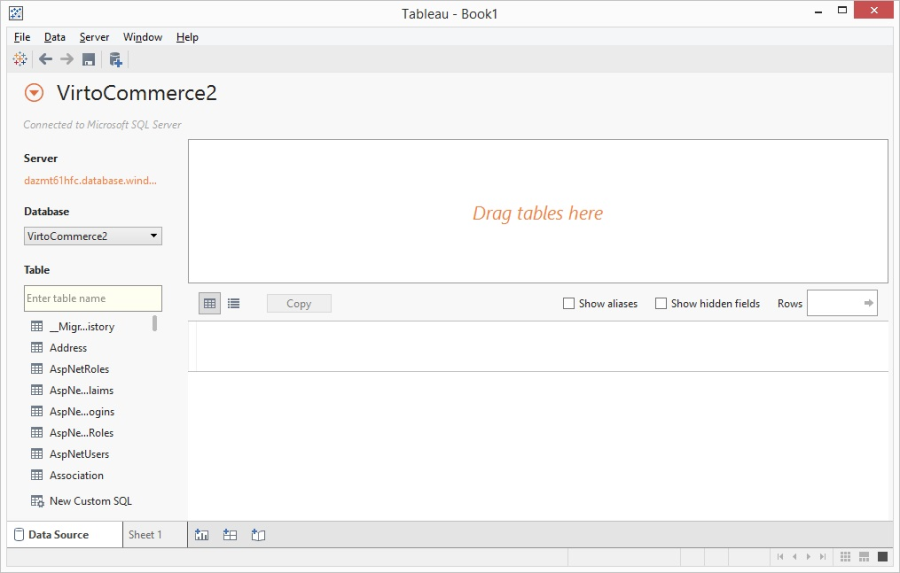 Tableau - Book1
File Data Server Window Help
VirtoCommerce2
Connected to Microsoft SQL Server
Server
dazmt61hfc.database.wind...
Database
VirtoCommerce2
Table
Enter table name
__Migr...istory
Address
AspNetRoles
AspNe...laims
AspNe...ogins
AspNe...Roles
AspNetUsers
Association
New Custom SQL
Drag tables here
Copy
Show aliases
Show hidden fields
Rows
Data Source
Sheet 1